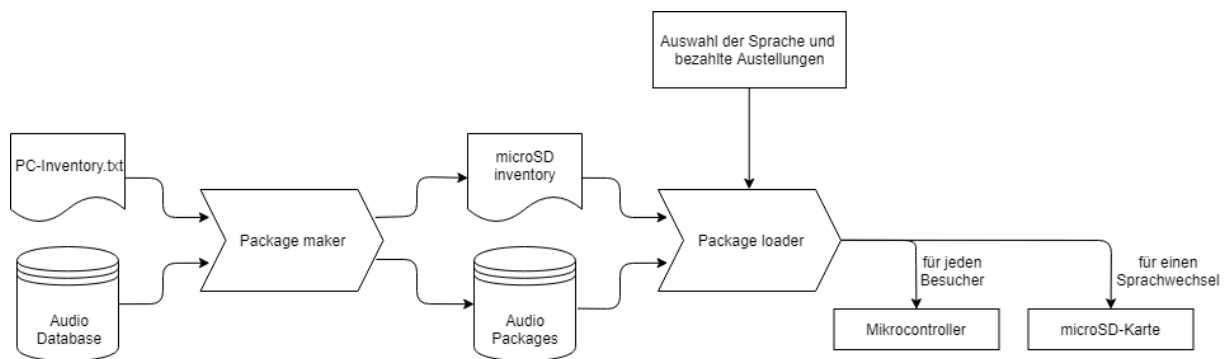 Auswahl der Sprache und
bezahlte Austellungen
PC-Inventory.txt
microSD
inventory
Package maker
Package loader
für jeden
Besucher
für einen
Sprachwechsel
Audio
Database
Audio
Packages
Mikrocontroller
microSD-Karte